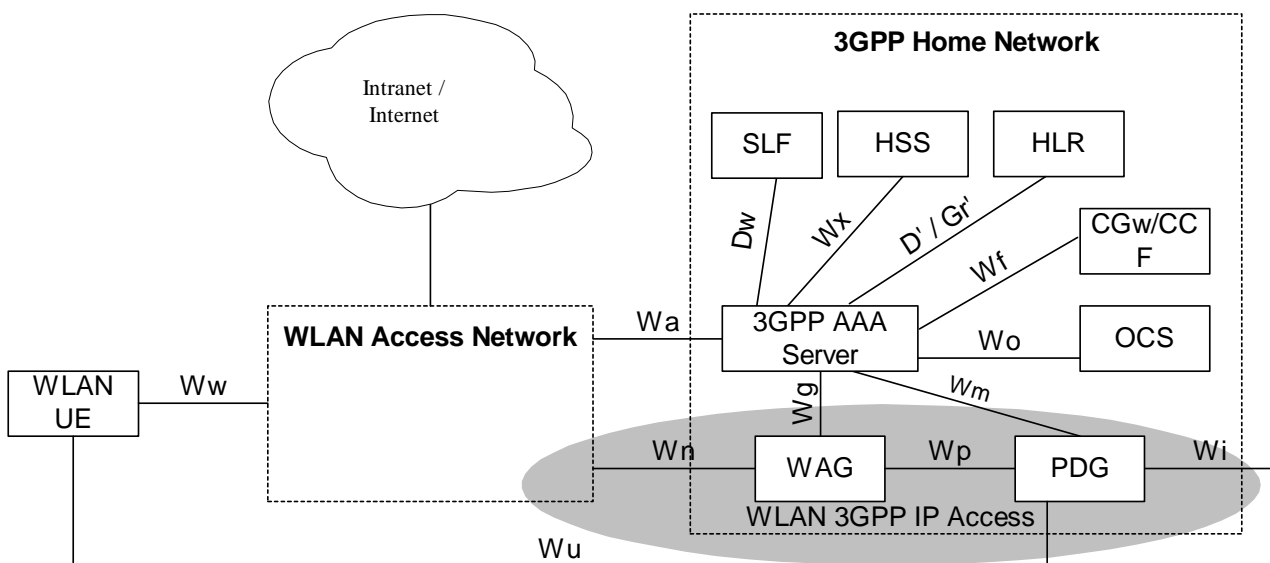 3GPP Home Network
Intranet /
Internet
SLF
HSS
HLR
Dw
Wx
D' / Gr'
CGw/CC
F
Wf
WLAN Access Network
Wa
3GPP AAA
Server
Wo
OCS
WLAN
UE
Ww
Wg
Wm
Wn
WAG
Wp
PDG
Wi
WLAN 3GPP IP Access
Wu